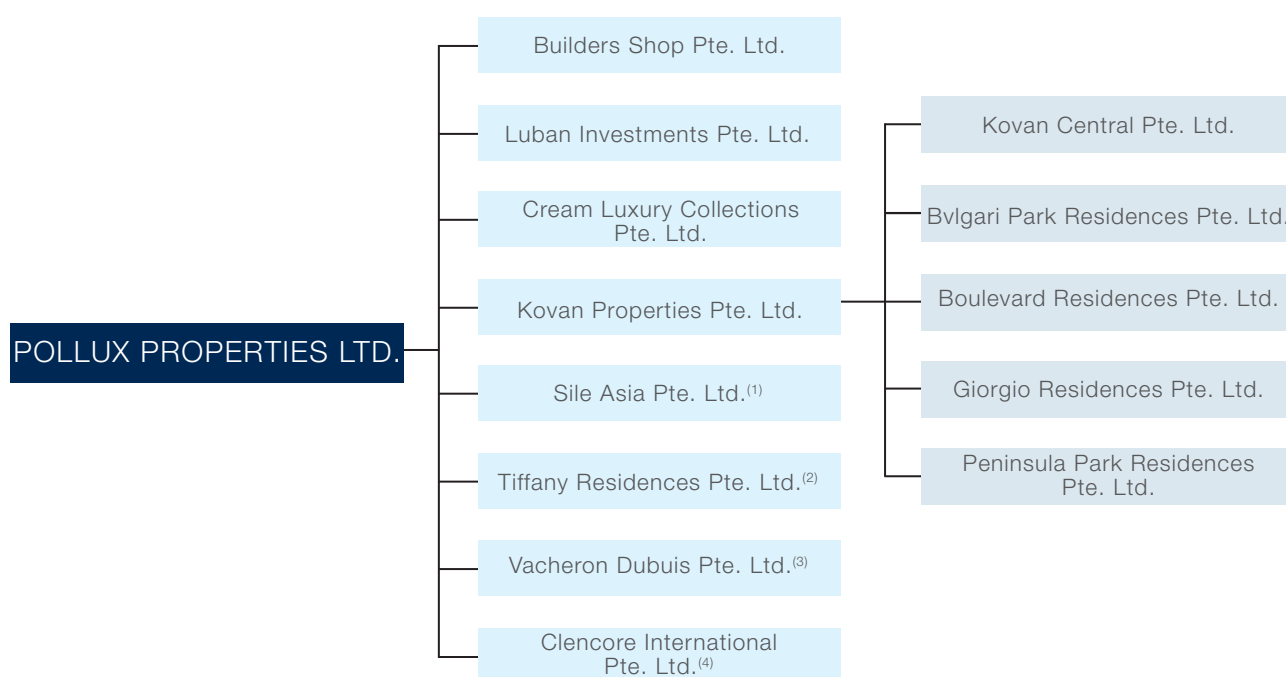 POLLUX PROPERTIES LTD.
Builders Shop Pte. Ltd.
Luban Investments Pte. Ltd.
Cream Luxury Collections
Pte. Ltd.
Kovan Properties Pte. Ltd.
Sile Asia Pte. Ltd.(1)
Tiffany Residences Pte. Ltd.(2)
Vacheron Dubuis Pte. Ltd.(3)
Clencore International
Pte. Ltd.(4)
Kovan Central Pte. Ltd.
Bvlgari Park Residences Pte. Ltd.
Boulevard Residences Pte. Ltd.
Giorgio Residences Pte. Ltd.
Peninsula Park Residences
Pte. Ltd.